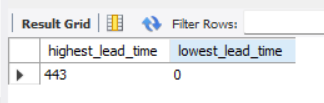 Result Grid Filter Rows:
highest_lead_time lowest_lead_time
443 0